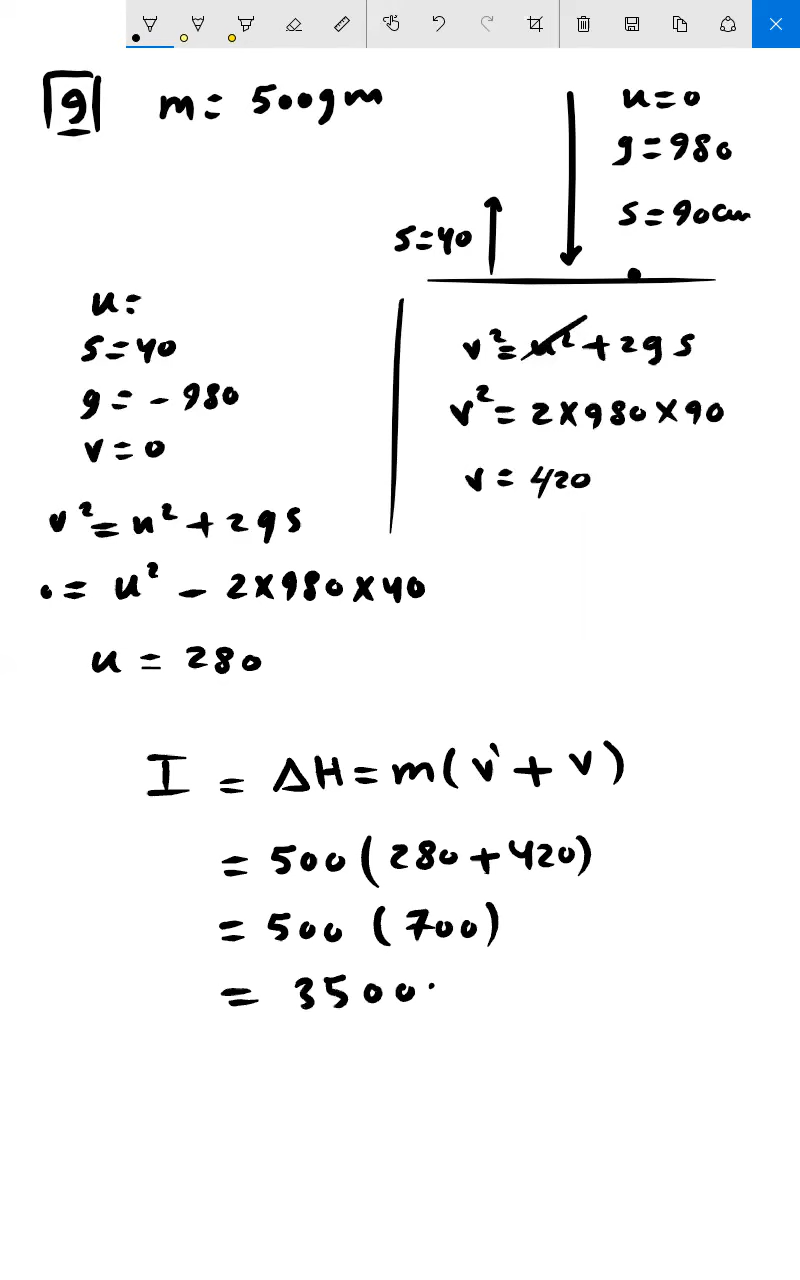 9 m = 500gm
u=0
g=980
s=90cm
s=40
u=
s=40
g=-980
v=0
v²=u²+2gs
0=u²-2×980×40
u=280
v²=u²+2gs
v²=2×980×90
v=420
I = ΔH=m(v'+v)
=500(280+420)
=500(700)
=3500.